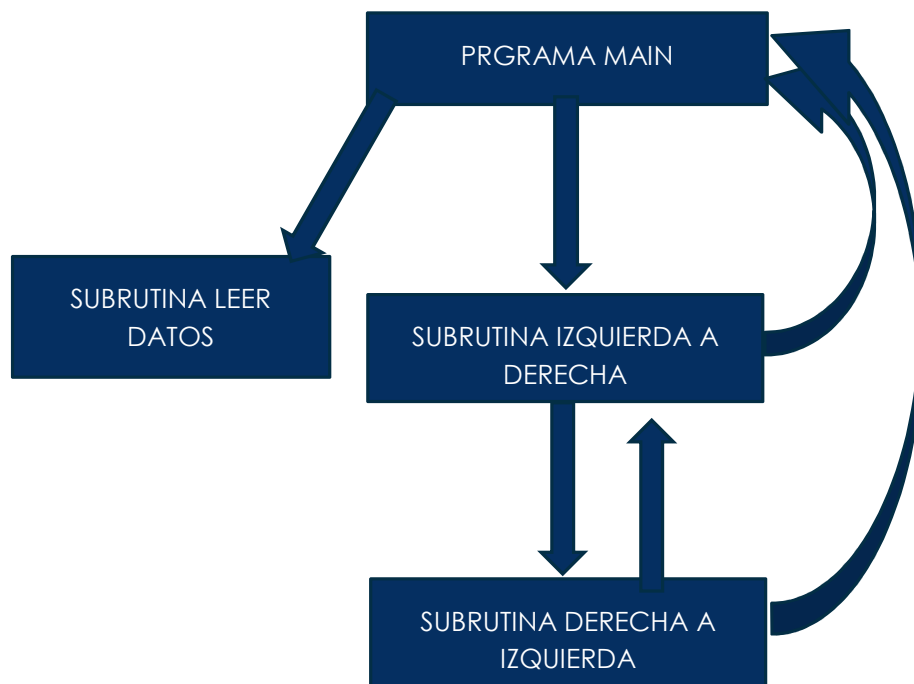 PRGRAMA MAIN
SUBRUTINA LEER
DATOS
SUBRUTINA IZQUIERDA A
DERECHA
SUBRUTINA DERECHA A
IZQUIERDA